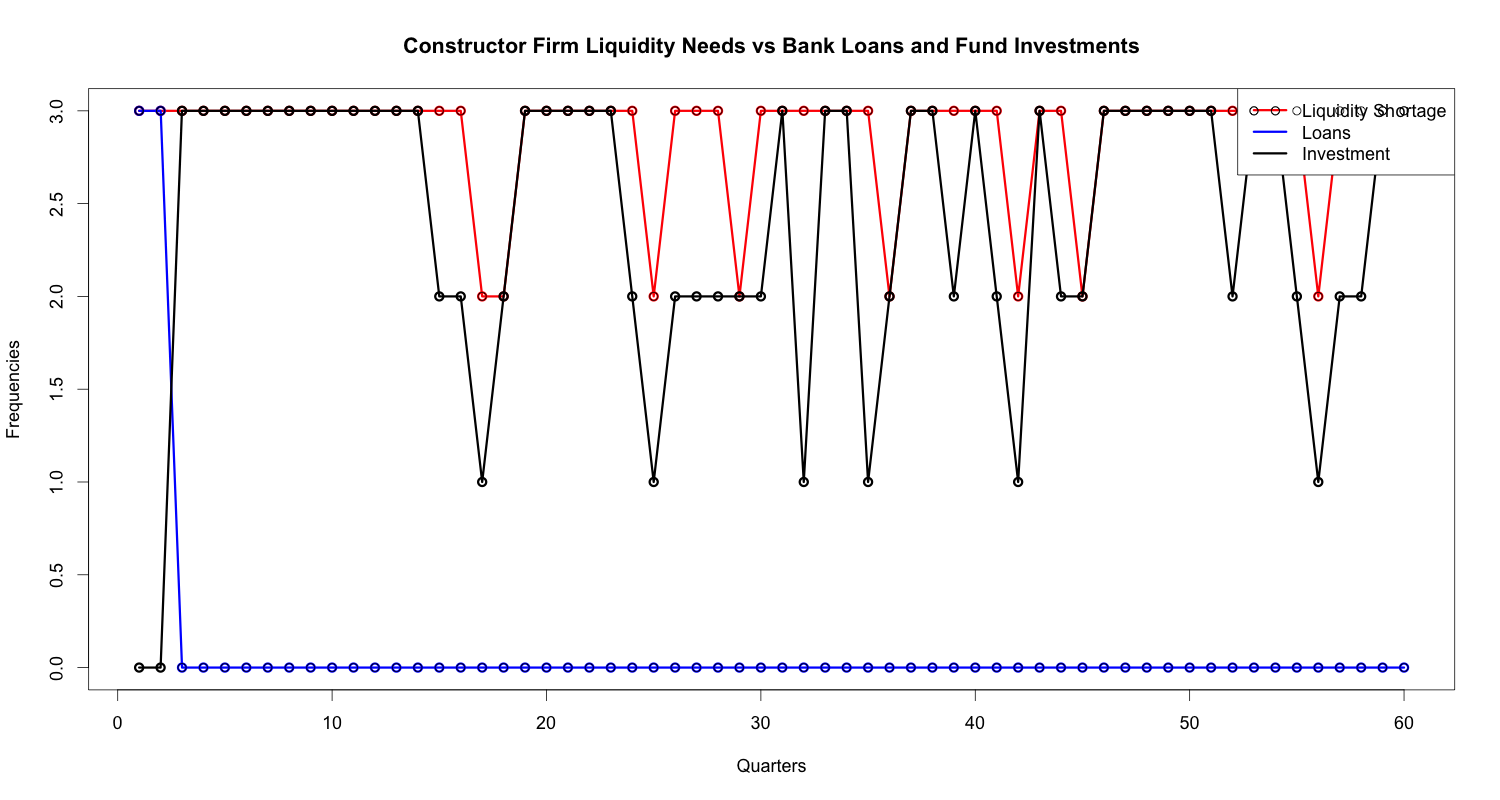 Constructor Firm Liquidity Needs vs Bank Loans and Fund Investments
Frequencies
3.0
2.5
2.0
1.5
1.0
0.5
0.0
Liquidity Shortage
Loans
Investment
0 10 20 30 40 50 60
Quarters